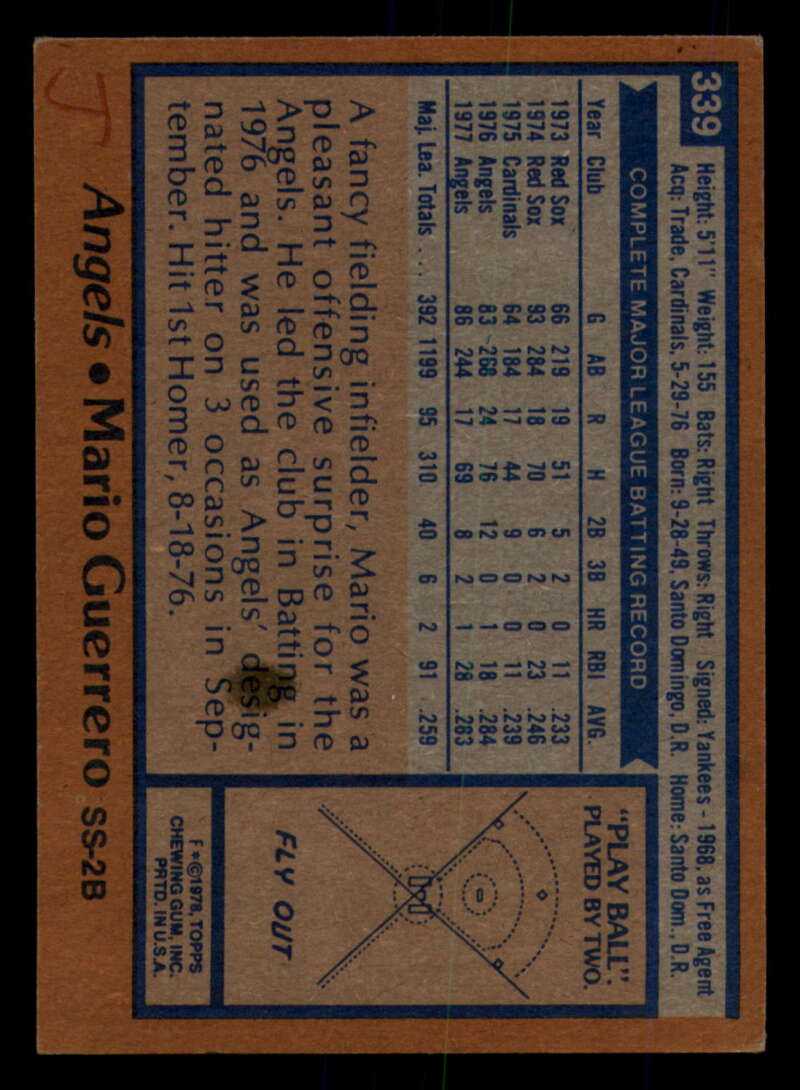 339
Height: 5'11" Weight: 155 Bats: Right Throws: Right Signed: Yankees - 1968, as Free Agent
Acq: Trade, Cardinals, 5-29-76 Born: 9-28-49, Santo Domingo, D.R. Home: Santo Dom., D.R.
COMPLETE MAJOR LEAGUE BATTING RECORD
Year Club G AB R H 2B 3B HR RBI AVG.
1973 Red Sox 66 219 19 51 5 2 0 11 .233
1974 Red Sox 93 284 18 70 6 2 0 23 .246
1975 Cardinals 64 184 17 44 9 0 0 11 .239
1976 Angels 83 268 24 76 12 0 1 18 .284
1977 Angels 86 244 17 69 8 2 1 28 .283
Maj. Lea. Totals ... 392 1199 95 310 40 6 2 91 .259
A fancy fielding infielder, Mario was a
pleasant offensive surprise for the
Angels. He led the club in Batting in
1976 and was used as Angels' desig-
nated hitter on 3 occasions in Sep-
tember. Hit 1st Homer, 8-18-76.
"PLAY BALL"
PLAYED BY TWO.
FLY OUT
F*©1978, TOPPS
CHEWING GUM, INC.
PRTD. IN U.S.A.
J
Angels • Mario Guerrero SS-2B